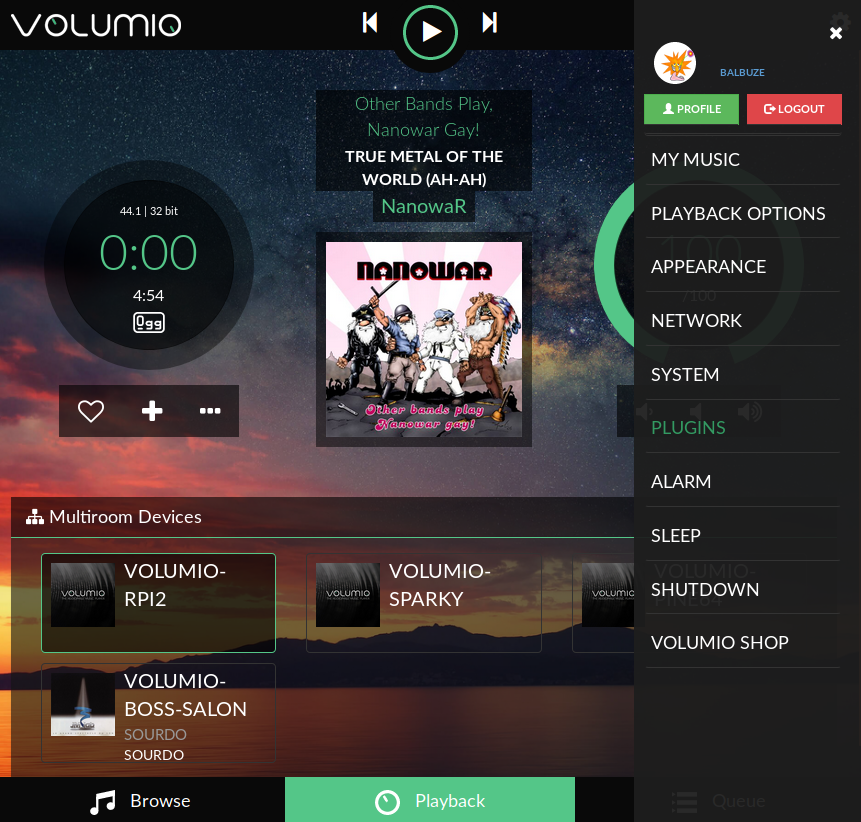 VOLUMIO
BALBUZE
PROFILE
LOGOUT
Other Bands Play,
Nanowar Gay!
TRUE METAL OF THE
WORLD (AH-AH)
NanowaR
44.1 | 32 bit
0:00
4:54
Ogg
NANOWAR
Other bands play
Nanowar gay!
100
/100
MY MUSIC
PLAYBACK OPTIONS
APPEARANCE
NETWORK
SYSTEM
PLUGINS
ALARM
SLEEP
SHUTDOWN
VOLUMIO SHOP
Multiroom Devices
VOLUMIO
VOLUMIO-
RPI2
VOLUMIO
VOLUMIO-
SPARKY
VOLUMIO
VOLUMIO-
PINE64
VOLUMIO-
BOSS-SALON
SOURDO
SOURDO
Browse
Playback
Queue